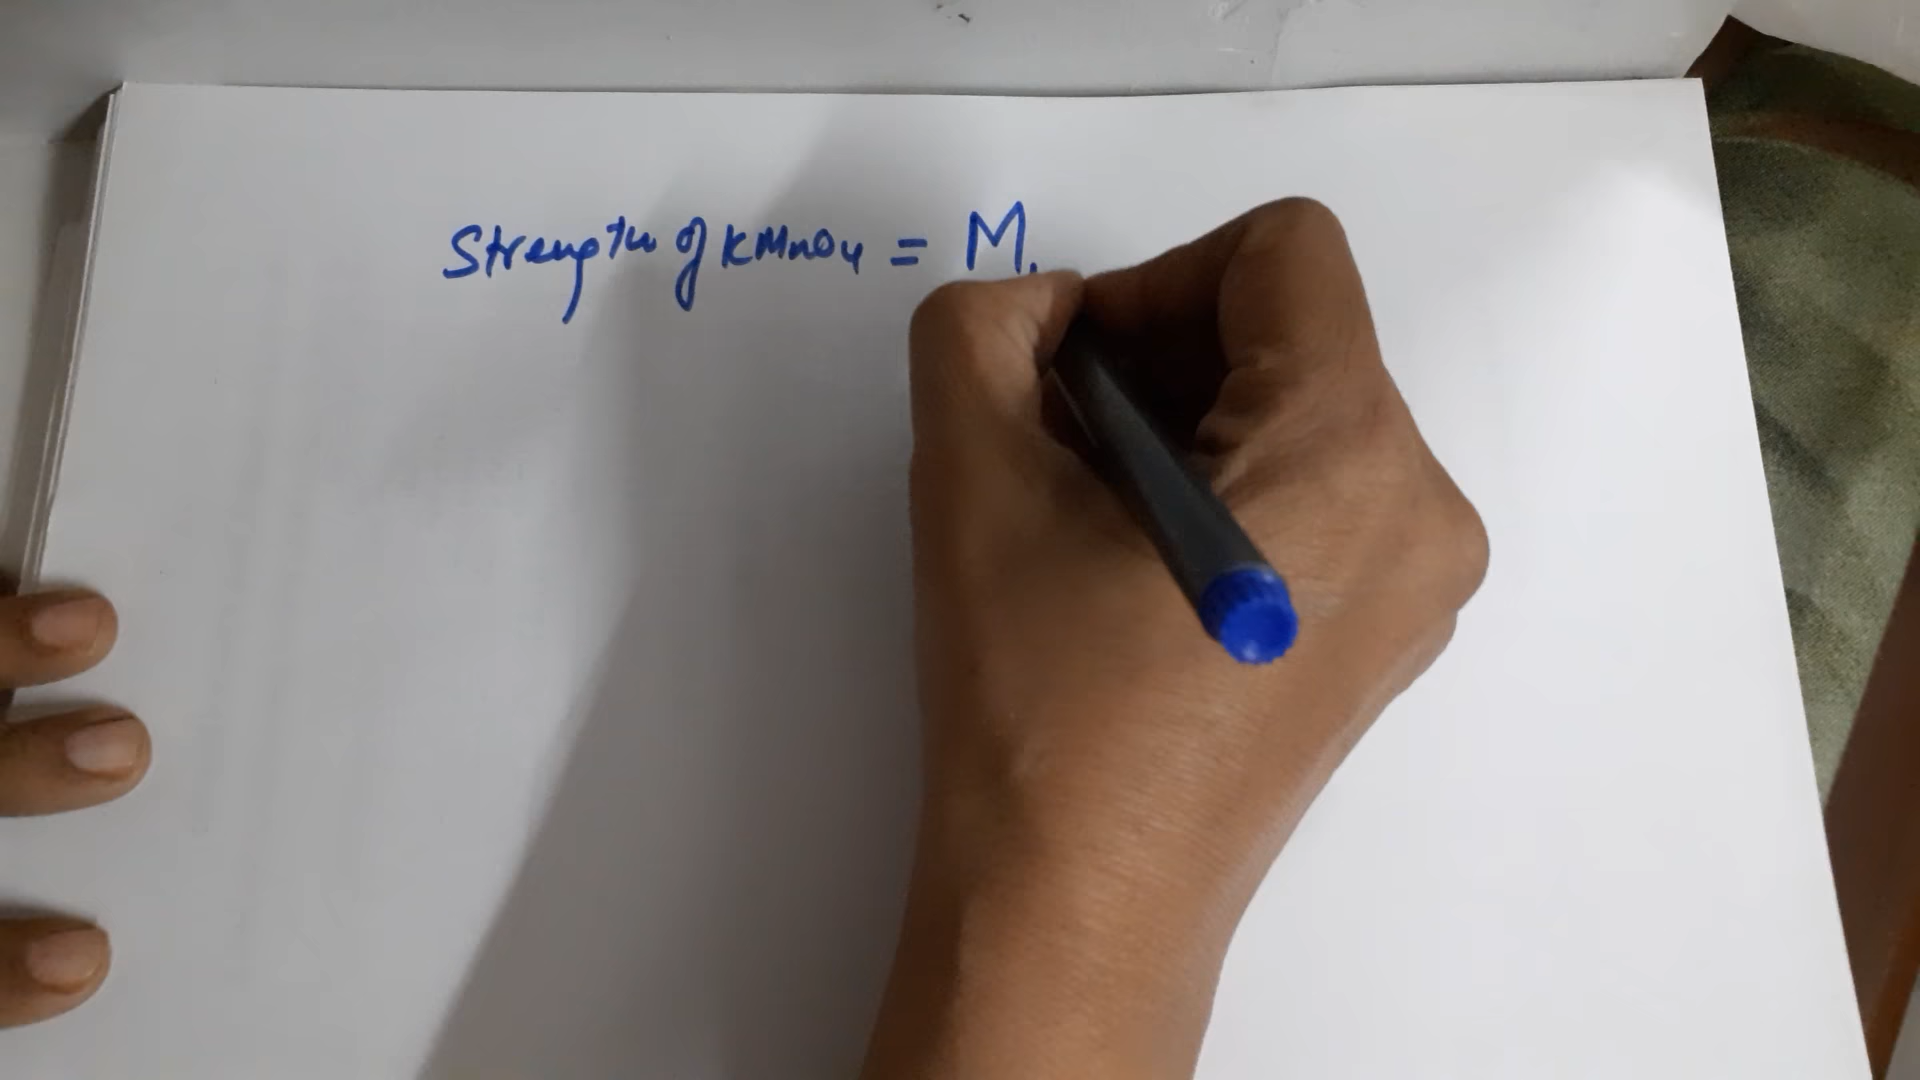 Strength of KMnO4 = M.